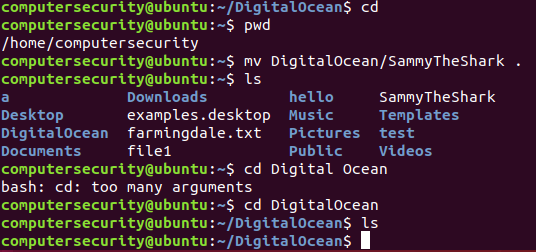 computersecurity@ubuntu:~/DigitalOcean$ cd
computersecurity@ubuntu:~$ pwd
/home/computersecurity
computersecurity@ubuntu:~$ mv DigitalOcean/SammyTheShark .
computersecurity@ubuntu:~$ ls
a Downloads hello SammyTheShark
Desktop examples.desktop Music Templates
DigitalOcean farmingdale.txt Pictures test
Documents file1 Public Videos
computersecurity@ubuntu:~$ cd Digital Ocean
bash: cd: too many arguments
computersecurity@ubuntu:~$ cd DigitalOcean
computersecurity@ubuntu:~/DigitalOcean$ ls
computersecurity@ubuntu:~/DigitalOcean$